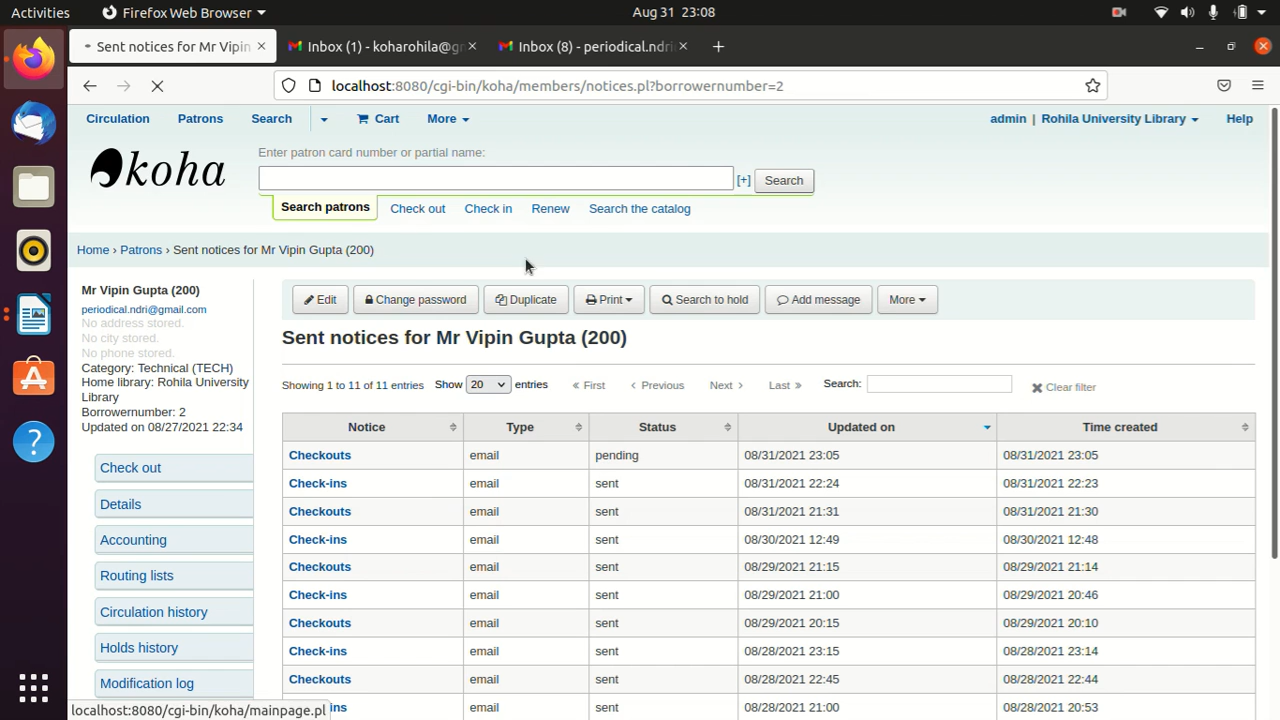 Activities Firefox Web Browser Aug 31 23:08
Sent notices for Mr Vipin × Inbox (1) - koharohila@gm × Inbox (8) - periodical.ndri × +
localhost:8080/cgi-bin/koha/members/notices.pl?borrowernumber=2
Circulation Patrons Search Cart More admin | Rohila University Library Help
koha
Enter patron card number or partial name:
[+] Search
Search patrons Check out Check in Renew Search the catalog
Home › Patrons › Sent notices for Mr Vipin Gupta (200)
Mr Vipin Gupta (200)
periodical.ndri@gmail.com
No address stored.
No city stored.
No phone stored.
Category: Technical (TECH)
Home library: Rohila University
Library
Borrowernumber: 2
Updated on 08/27/2021 22:34
Check out
Details
Accounting
Routing lists
Circulation history
Holds history
Modification log
Edit Change password Duplicate Print Search to hold Add message More
Sent notices for Mr Vipin Gupta (200)
Showing 1 to 11 of 11 entries Show 20 entries « First ‹ Previous Next › Last » Search: Clear filter
Notice Type Status Updated on Time created
Checkouts email pending 08/31/2021 23:05 08/31/2021 23:05
Check-ins email sent 08/31/2021 22:24 08/31/2021 22:23
Checkouts email sent 08/31/2021 21:31 08/31/2021 21:30
Check-ins email sent 08/30/2021 12:49 08/30/2021 12:48
Checkouts email sent 08/29/2021 21:15 08/29/2021 21:14
Check-ins email sent 08/29/2021 21:00 08/29/2021 20:46
Checkouts email sent 08/29/2021 20:15 08/29/2021 20:10
Check-ins email sent 08/28/2021 23:15 08/28/2021 23:14
Checkouts email sent 08/28/2021 22:45 08/28/2021 22:44
ins email sent 08/28/2021 21:00 08/28/2021 20:53
localhost:8080/cgi-bin/koha/mainpage.pl